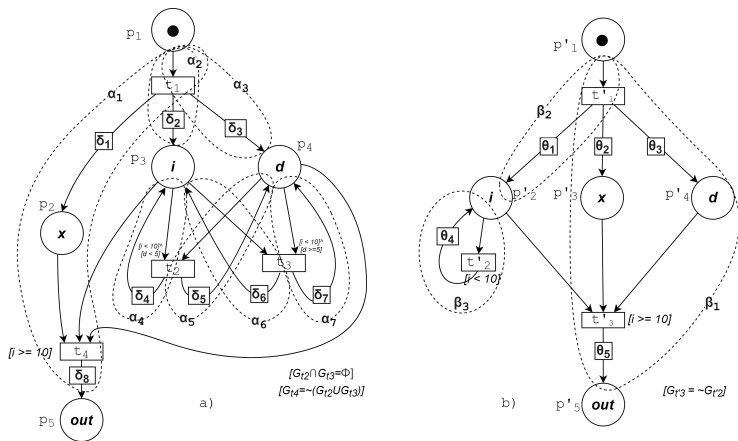 p1
p'1
α2
t1
t'1
α1
α3
β2
δ2
δ3
δ1
θ1
θ2
θ3
p3
p4
i
d
p2
x
i
p'2
p'3
x
p'4
d
[i < 10]^
[d < 5]
[i < 10]^
[d >=5]
t2
t3
θ4
t'2
[i < 10]
δ4
δ5
δ6
δ7
α4
α5
α6
α7
β3
β1
t'3
[i >= 10]
[i >= 10]
t4
δ8
θ5
[Gt2∩Gt3=Φ]
[Gt4=~(Gt2UGt3)]
[Gt'3 = ~Gt'2]
p5
out
a)
b)
p'5
out